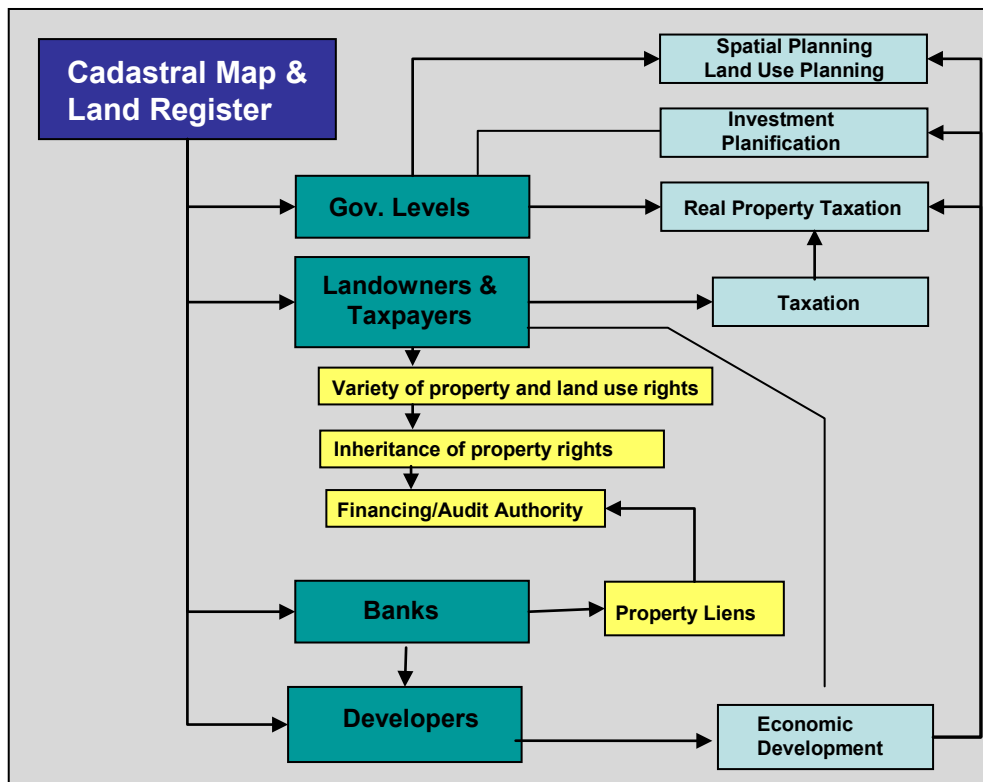 Cadastral Map &
Land Register
Spatial Planning
Land Use Planning
Investment
Planification
Gov. Levels
Real Property Taxation
Landowners &
Taxpayers
Taxation
Variety of property and land use rights
Inheritance of property rights
Financing/Audit Authority
Banks
Property Liens
Developers
Economic
Development